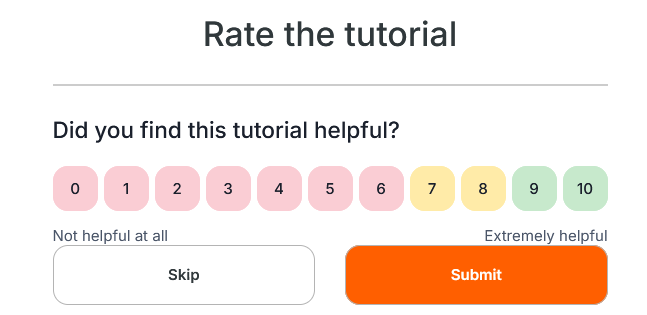 Rate the tutorial
Did you find this tutorial helpful?
0 1 2 3 4 5 6 7 8 9 10
Not helpful at all Extremely helpful
Skip Submit